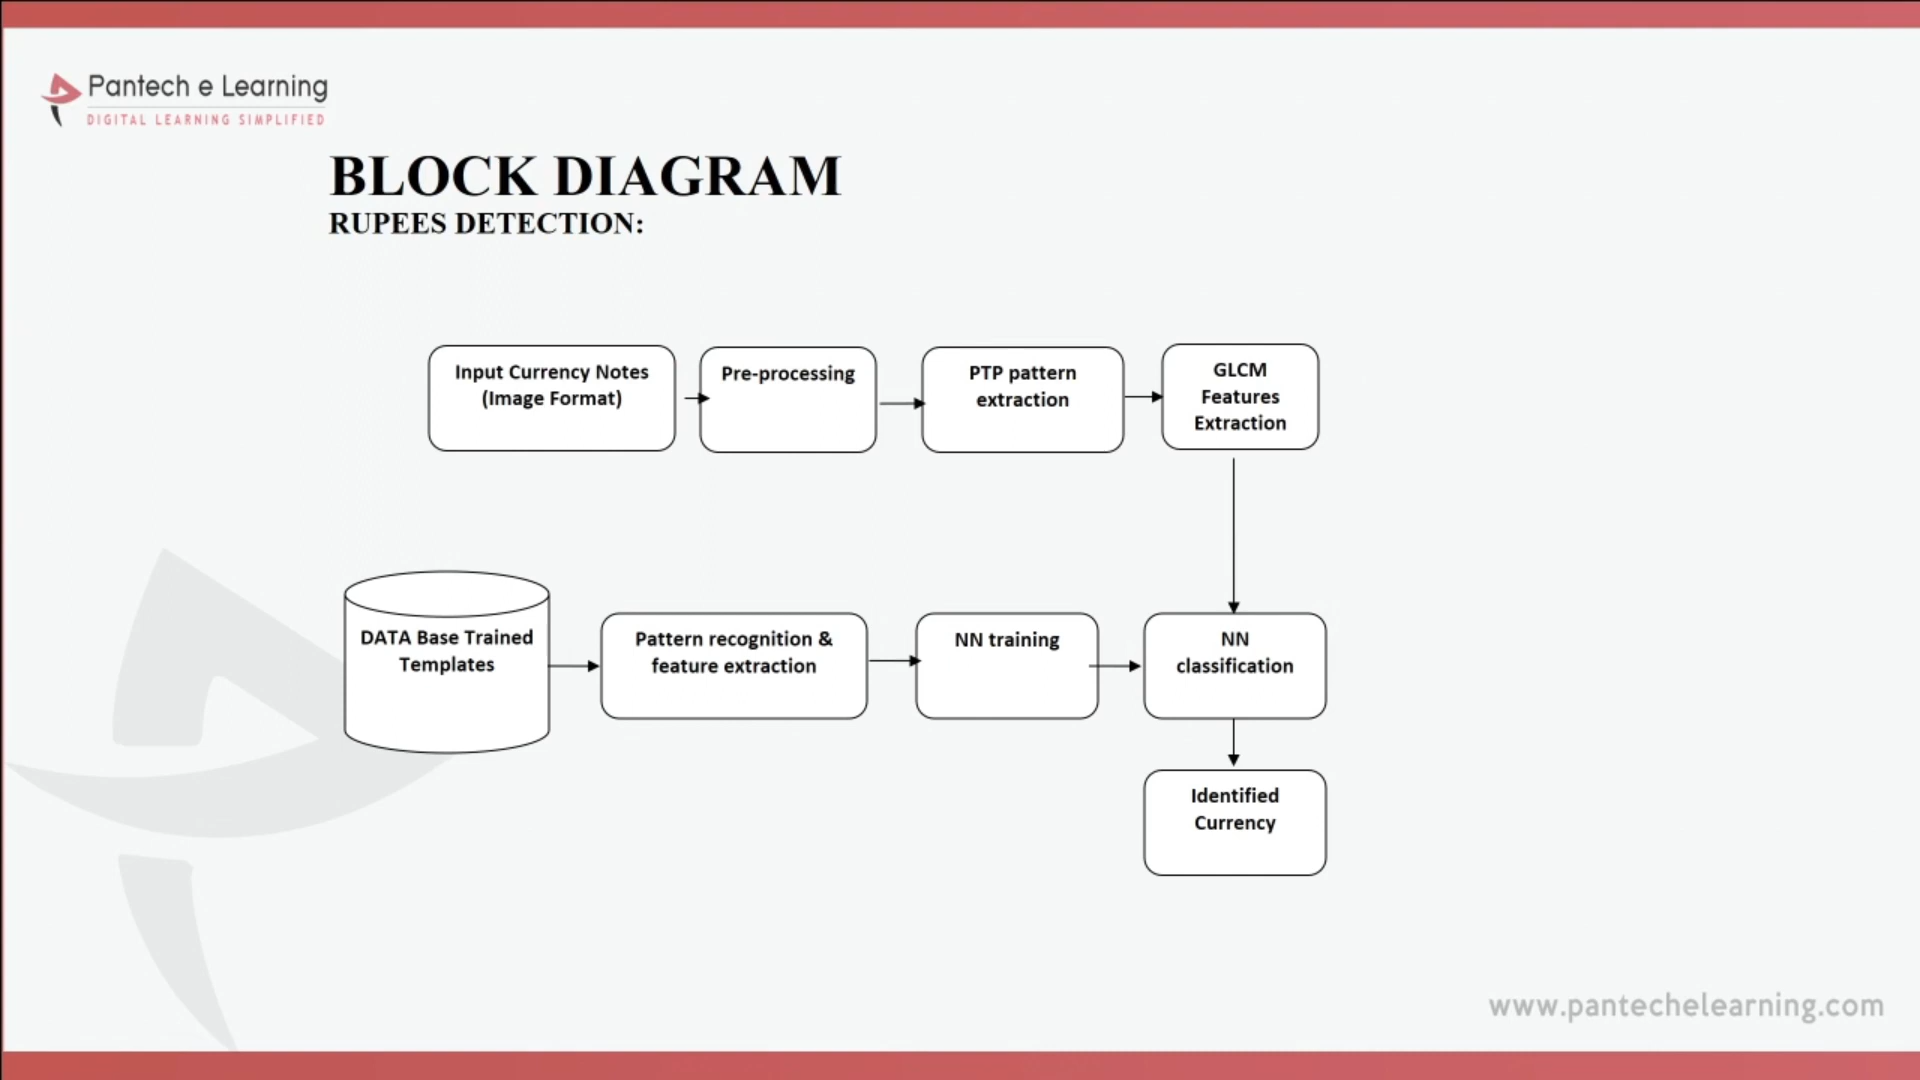 Pantech e Learning
DIGITAL LEARNING SIMPLIFIED
BLOCK DIAGRAM
RUPEES DETECTION:
Input Currency Notes
(Image Format)
Pre-processing
PTP pattern
extraction
GLCM
Features
Extraction
DATA Base Trained
Templates
Pattern recognition &
feature extraction
NN training
NN
classification
Identified
Currency
www.pantechelearning.com